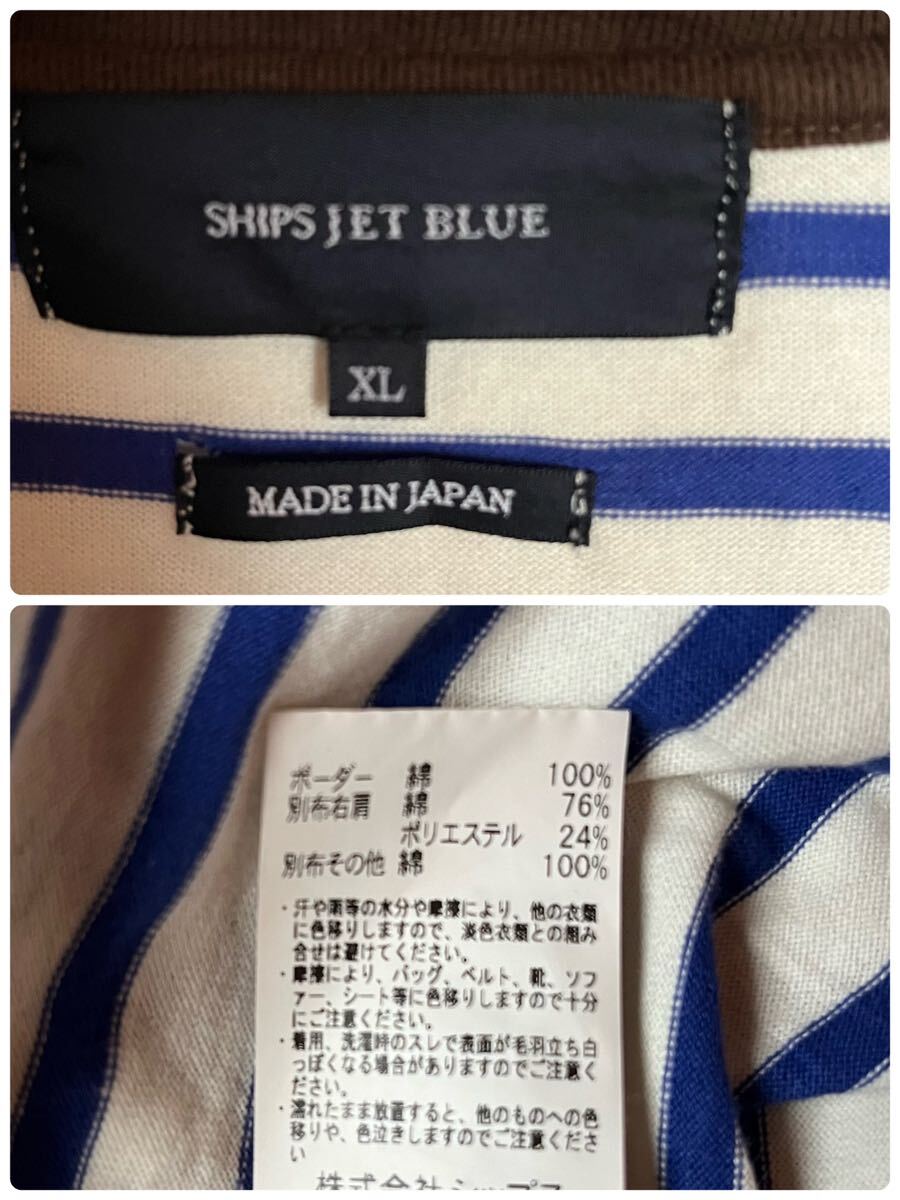 SHIPS JET BLUE
XL
MADE IN JAPAN
ボーダー 綿 100%
別布右肩 綿 76%
ポリエステル 24%
別布その他 綿 100%
・汗や雨等の水分や摩擦により、他の衣類
に色移りしますので、淡色衣類との組み
合せは避けてください。
・摩擦により、バッグ、ベルト、靴、ソフ
ァー、シート等に色移りしますので十分
にご注意ください。
・着用、洗濯時のスレで表面が毛羽立ち白
っぽくなる場合がありますのでご注意く
ださい。
・濡れたまま放置すると、他のものへの色
移りや、色泣きしますのでご注意くださ
い
株式会社シップス